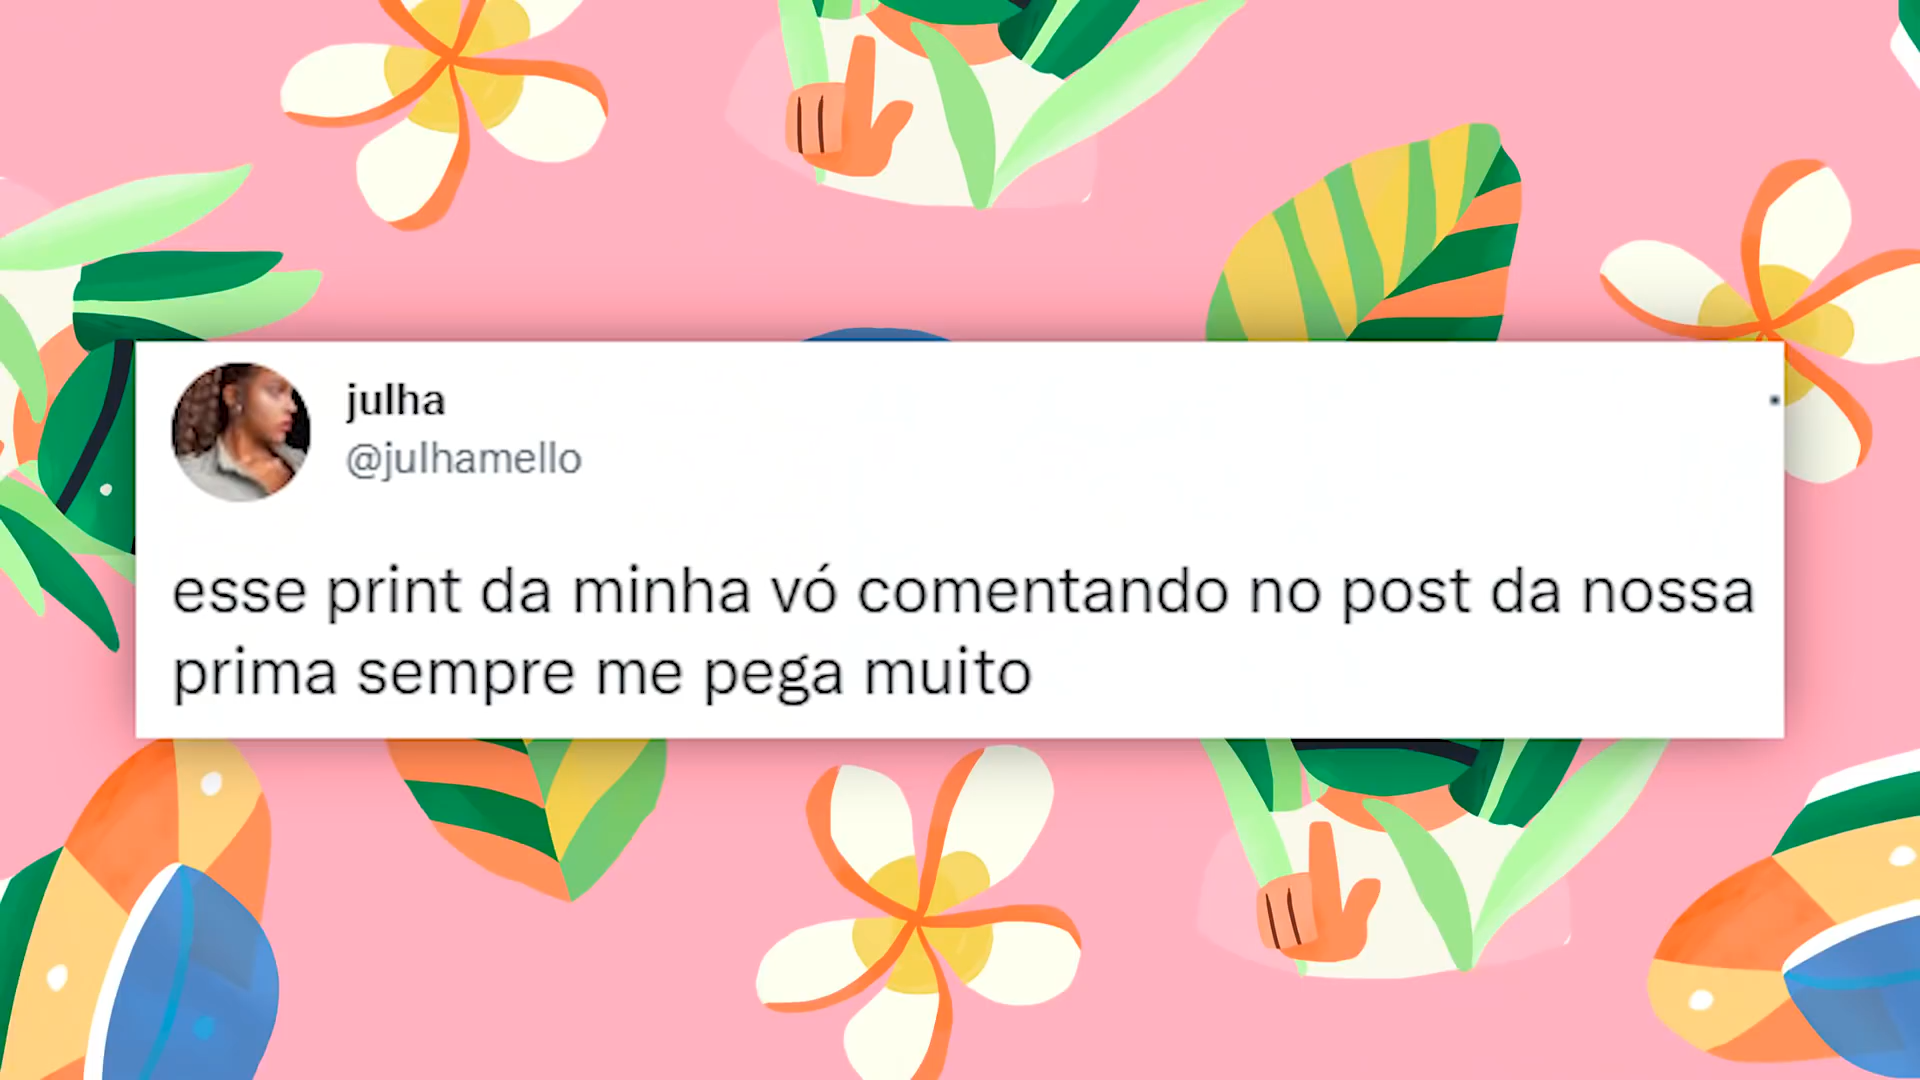 julha
@julhamello
esse print da minha vó comentando no post da nossa
prima sempre me pega muito